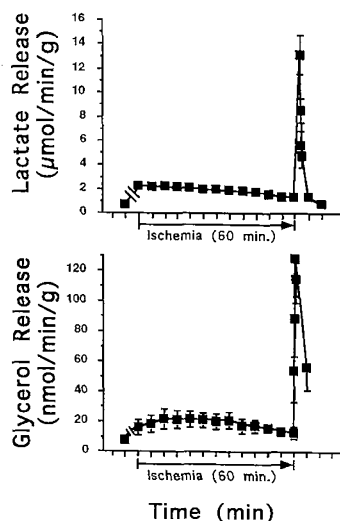 Lactate Release
(μmol/min/g)
16
14
12
10
8
6
4
2
0
Ischemia (60 min.)
Glycerol Release
(nmol/min/g)
120
100
80
60
40
20
0
Ischemia (60 min.)
Time (min)